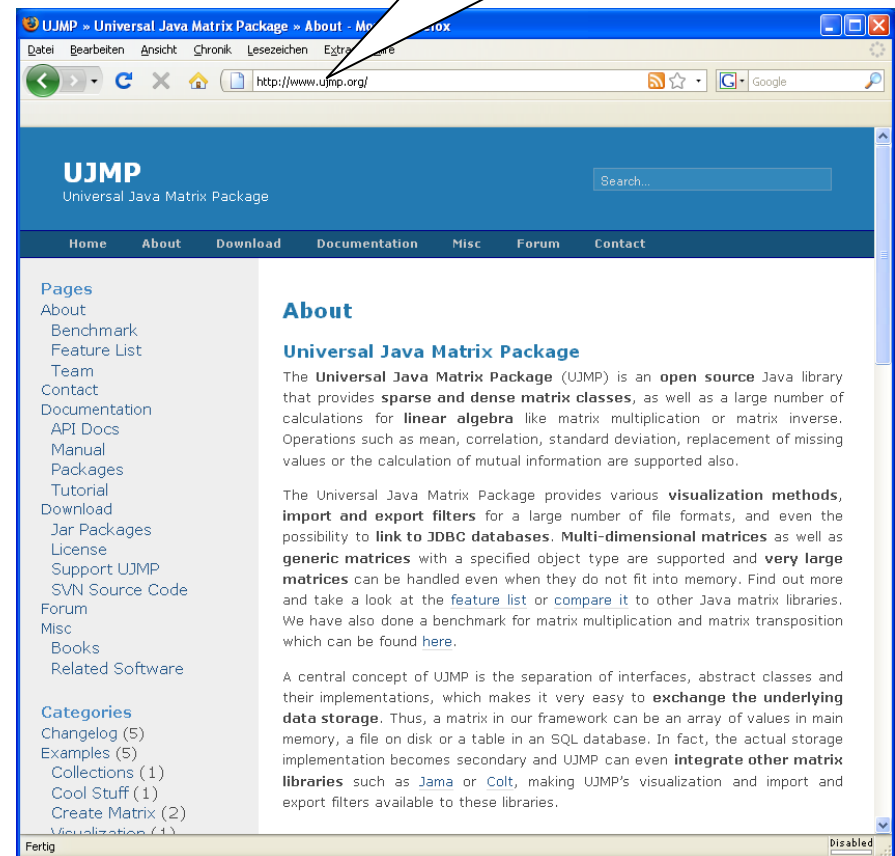 UJMP » Universal Java Matrix Package » About - Mo ox
Datei Bearbeiten Ansicht Chronik Lesezeichen Extra
http://www.ujmp.org/
G Google
UJMP
Universal Java Matrix Package
Search...
Home About Download Documentation Misc Forum Contact
Pages
About
Benchmark
Feature List
Team
Contact
Documentation
API Docs
Manual
Packages
Tutorial
Download
Jar Packages
License
Support UJMP
SVN Source Code
Forum
Misc
Books
Related Software
Categories
Changelog (5)
Examples (5)
Collections (1)
Cool Stuff (1)
Create Matrix (2)
Visualization (1)
About
Universal Java Matrix Package
The Universal Java Matrix Package (UJMP) is an open source Java library
that provides sparse and dense matrix classes, as well as a large number of
calculations for linear algebra like matrix multiplication or matrix inverse.
Operations such as mean, correlation, standard deviation, replacement of missing
values or the calculation of mutual information are supported also.
The Universal Java Matrix Package provides various visualization methods,
import and export filters for a large number of file formats, and even the
possibility to link to JDBC databases. Multi-dimensional matrices as well as
generic matrices with a specified object type are supported and very large
matrices can be handled even when they do not fit into memory. Find out more
and take a look at the feature list or compare it to other Java matrix libraries.
We have also done a benchmark for matrix multiplication and matrix transposition
which can be found here.
A central concept of UJMP is the separation of interfaces, abstract classes and
their implementations, which makes it very easy to exchange the underlying
data storage. Thus, a matrix in our framework can be an array of values in main
memory, a file on disk or a table in an SQL database. In fact, the actual storage
implementation becomes secondary and UJMP can even integrate other matrix
libraries such as Jama or Colt, making UJMP's visualization and import and
export filters available to these libraries.
Fertig
Disabled